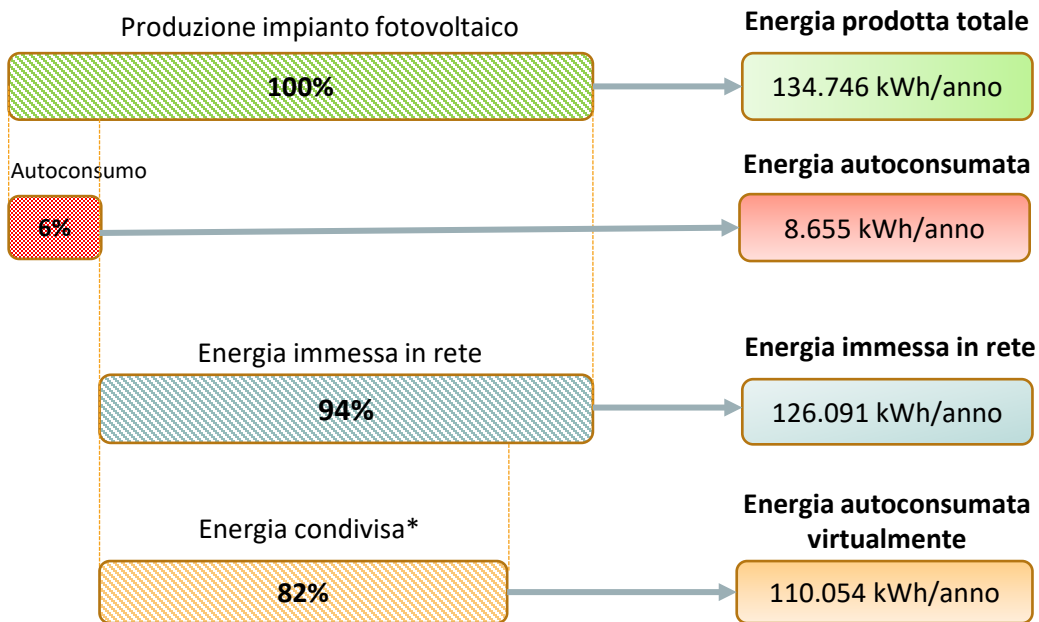 Produzione impianto fotovoltaico
Energia prodotta totale
100%
134.746 kWh/anno
Autoconsumo
Energia autoconsumata
6%
8.655 kWh/anno
Energia immessa in rete
Energia immessa in rete
94%
126.091 kWh/anno
Energia condivisa*
Energia autoconsumata
virtualmente
82%
110.054 kWh/anno